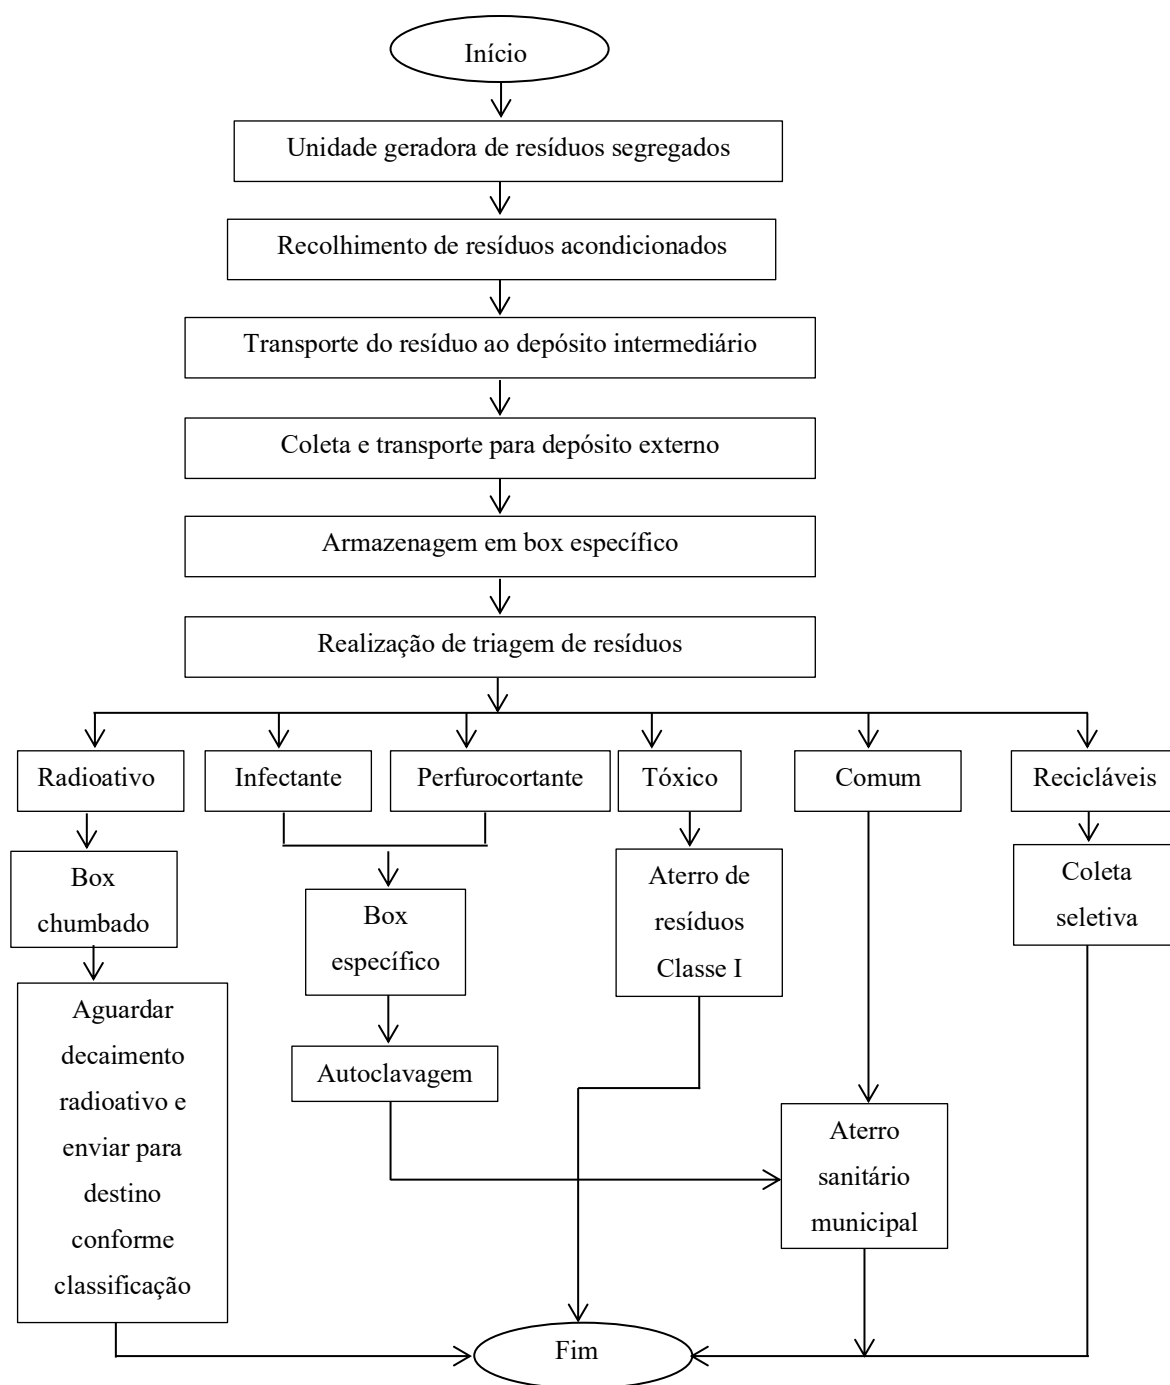 Início
Unidade geradora de resíduos segregados
Recolhimento de resíduos acondicionados
Transporte do resíduo ao depósito intermediário
Coleta e transporte para depósito externo
Armazenagem em box específico
Realização de triagem de resíduos
Radioativo
Infectante
Perfurocortante
Tóxico
Comum
Recicláveis
Box
chumbado
Box
específico
Aterro de
resíduos
Classe I
Coleta
seletiva
Aguardar
decaimento
radioativo e
enviar para
destino
conforme
classificação
Autoclavagem
Aterro
sanitário
municipal
Fim